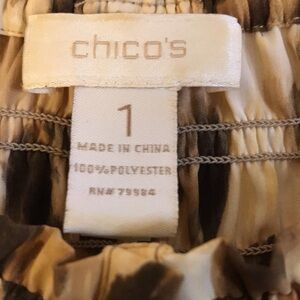 chico's
1
MADE IN CHINA
100%POLYESTER
RN# 79984